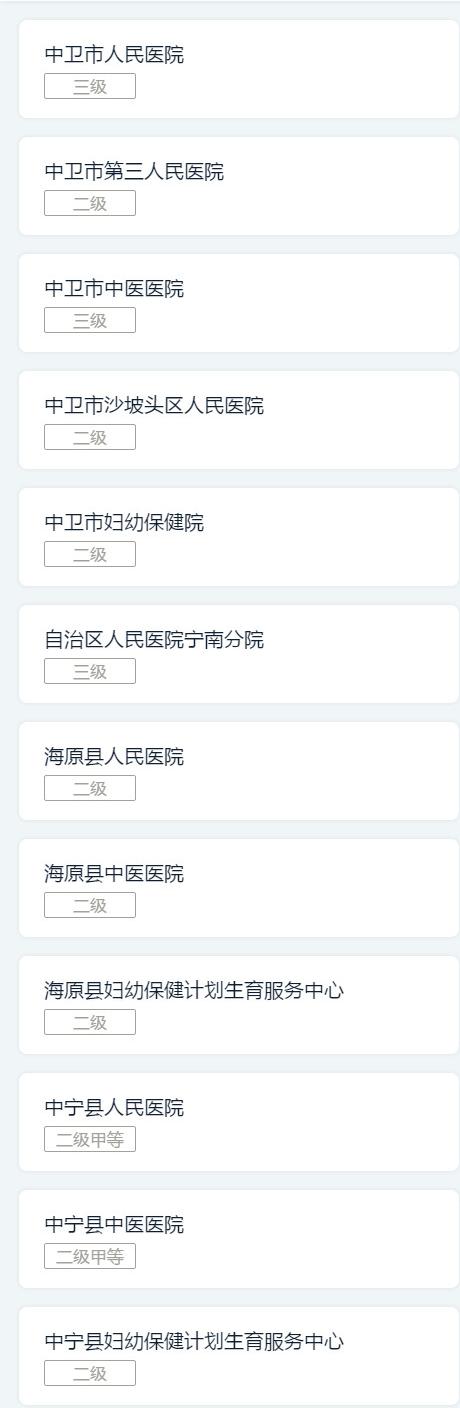 中卫市人民医院
三级
中卫市第三人民医院
二级
中卫市中医医院
三级
中卫市沙坡头区人民医院
二级
中卫市妇幼保健院
二级
自治区人民医院宁南分院
三级
海原县人民医院
二级
海原县中医医院
二级
海原县妇幼保健计划生育服务中心
二级
中宁县人民医院
二级甲等
中宁县中医医院
二级甲等
中宁县妇幼保健计划生育服务中心
二级